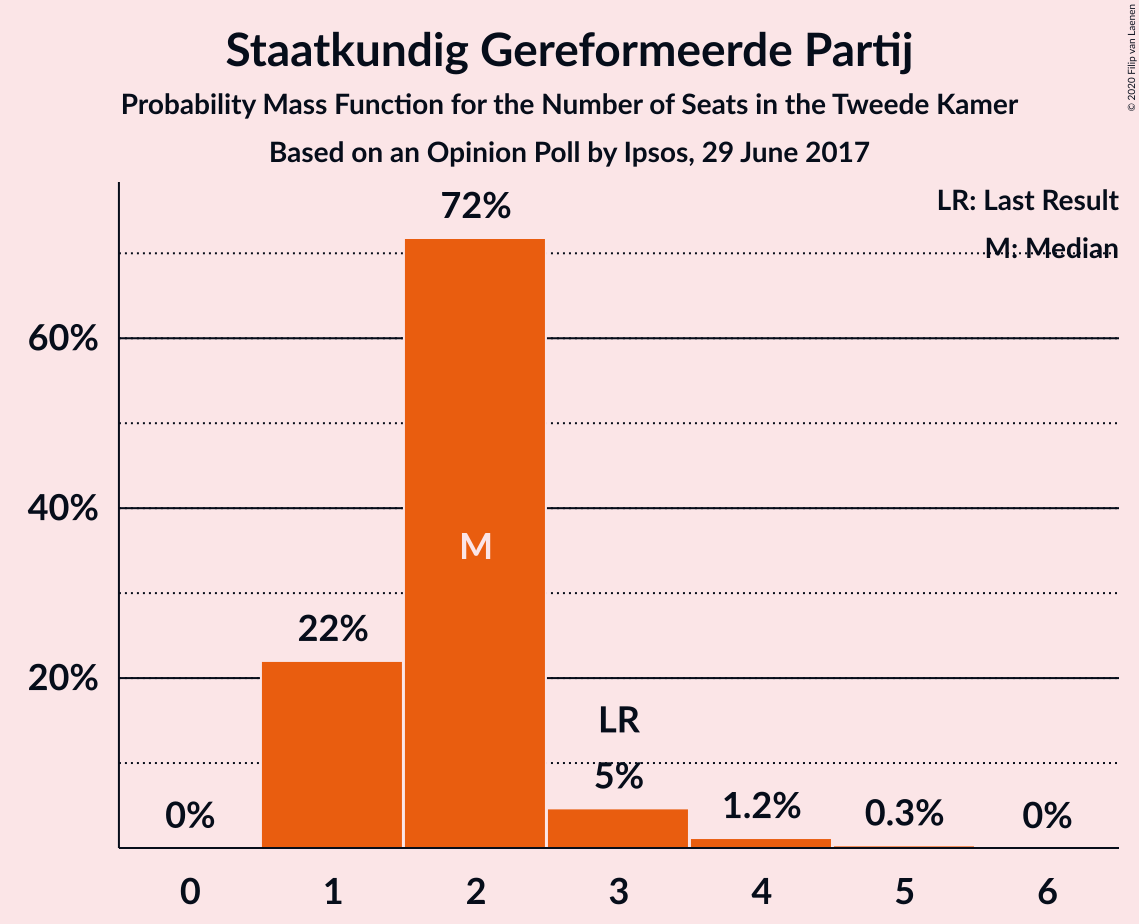 Staatkundig Gereformeerde Partij
Probability Mass Function for the Number of Seats in the Tweede Kamer
Based on an Opinion Poll by Ipsos, 29 June 2017
© 2020 Filip van Laenen
LR: Last Result
M: Median
72%
60%
40%
M
22%
20%
LR
5%
0%
1.2%
0.3%
0%
0 1 2 3 4 5 6